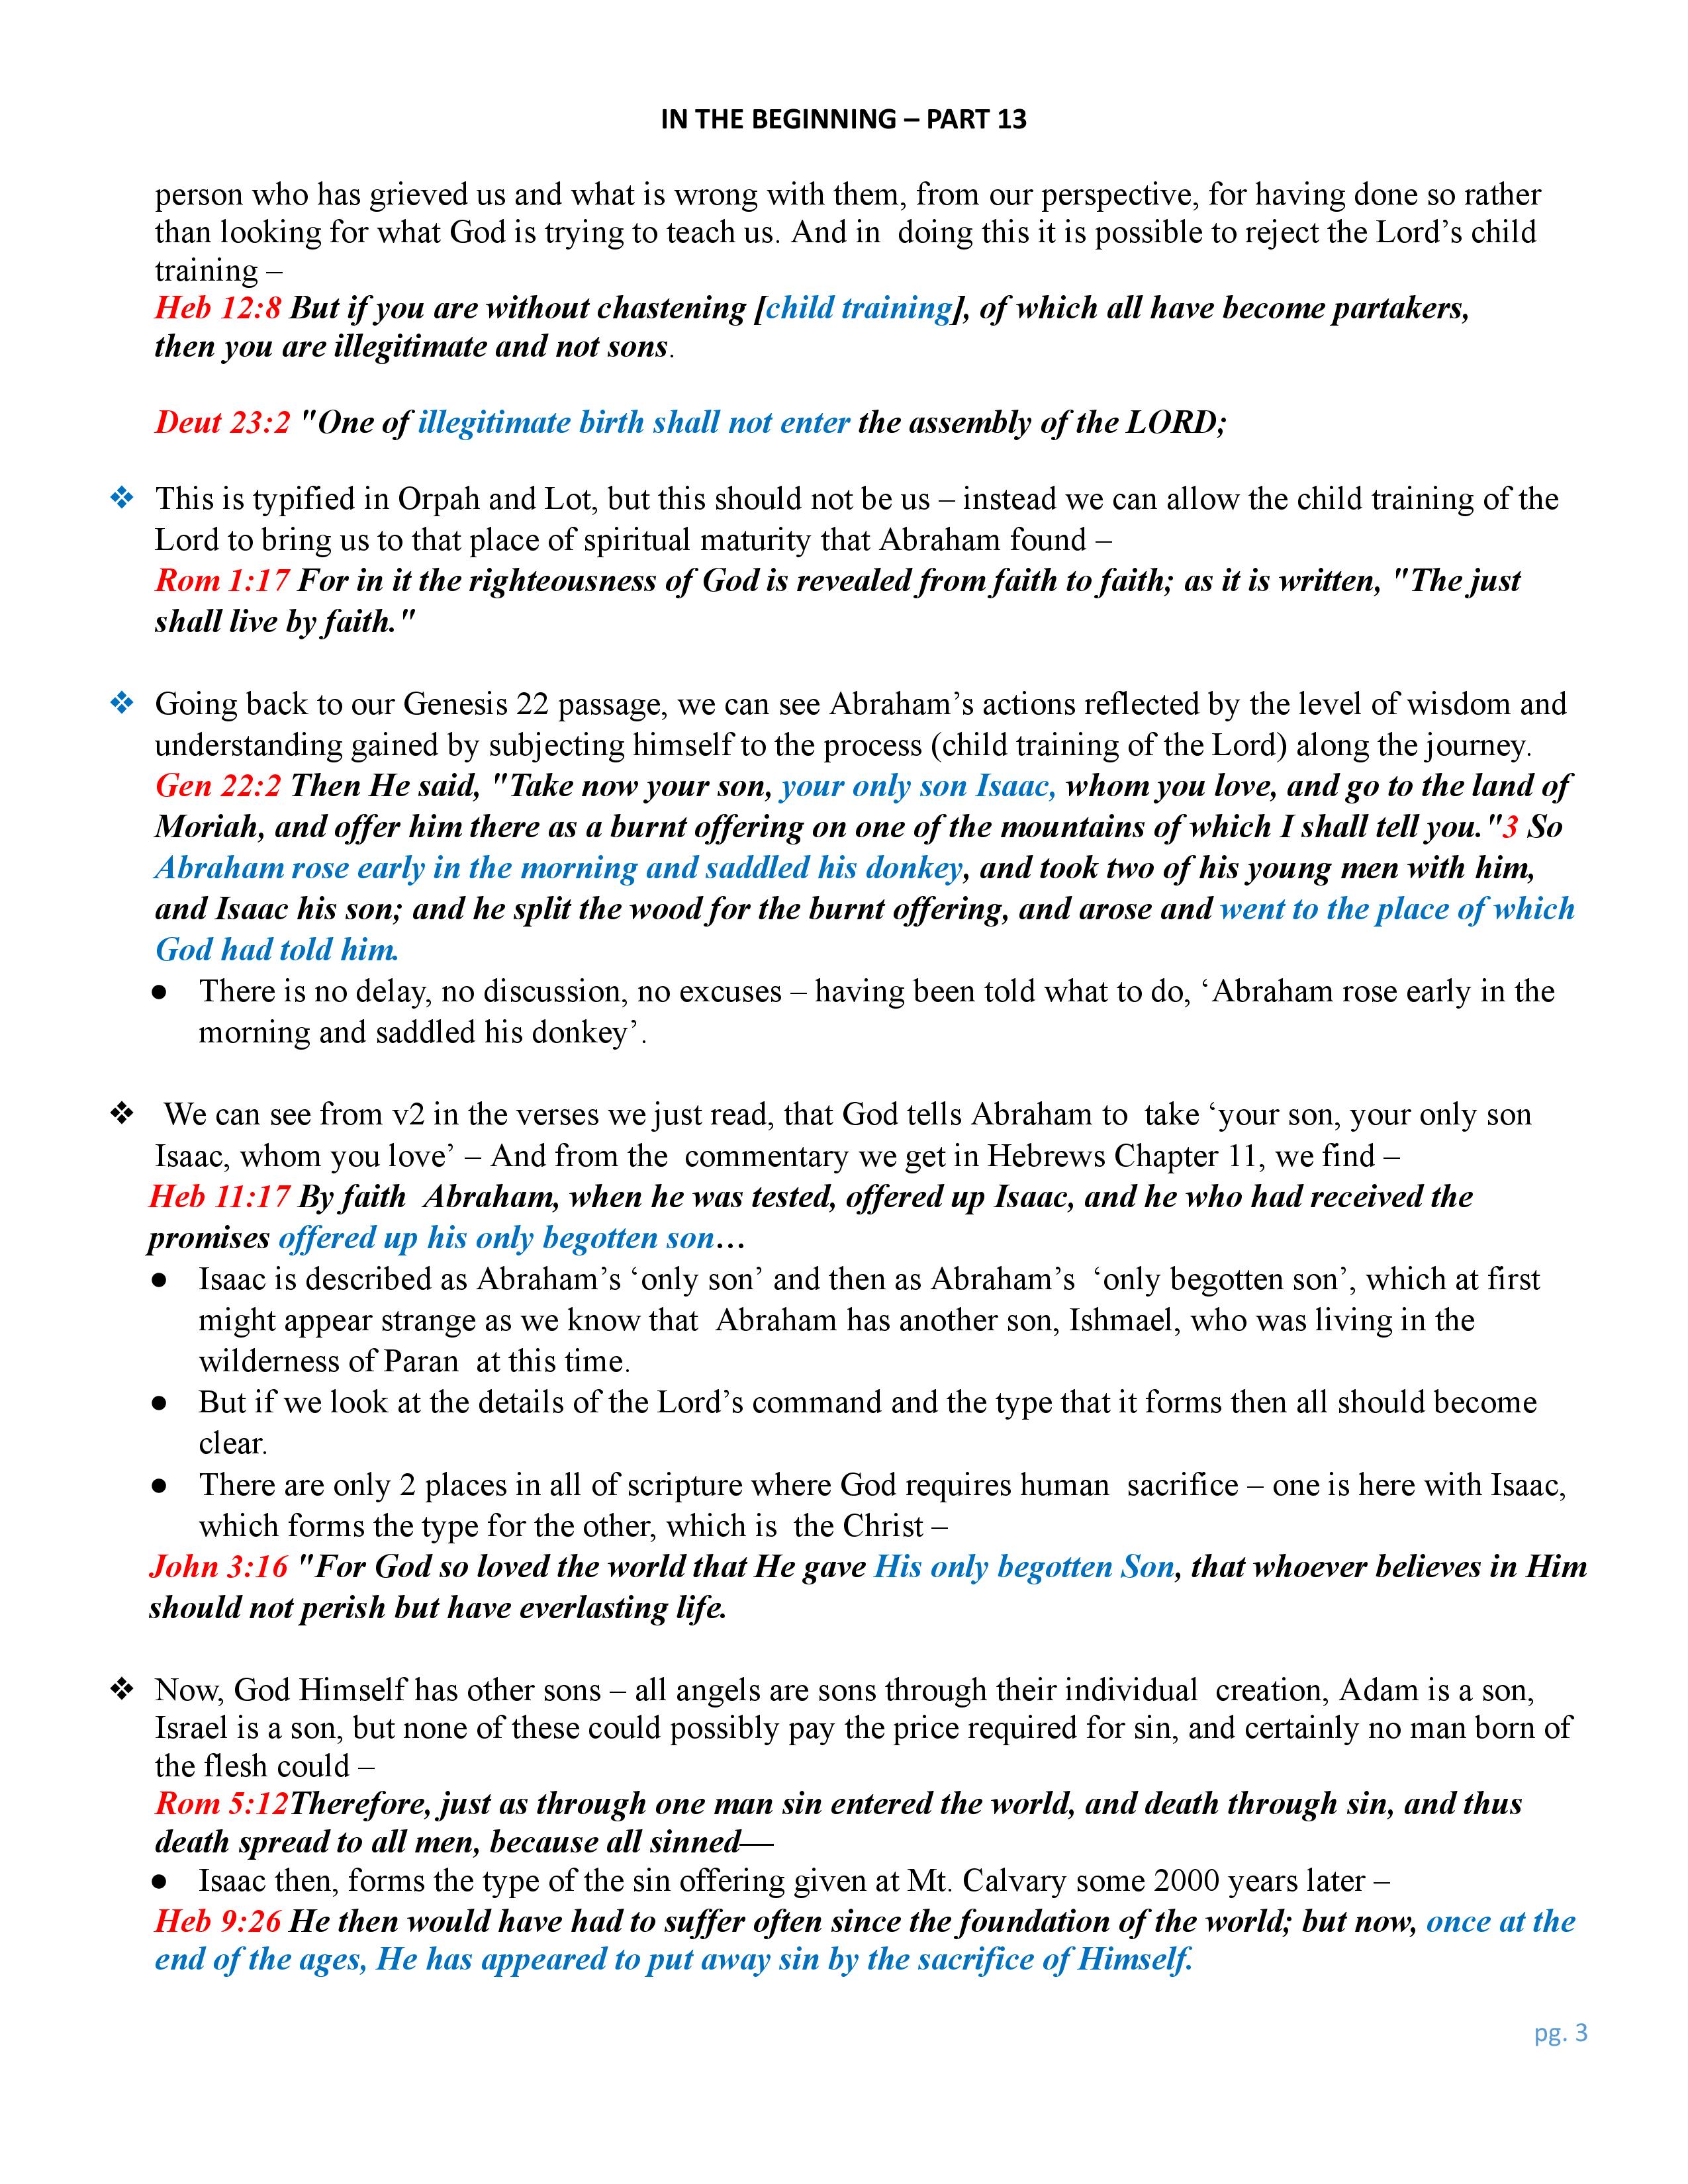 IN THE BEGINNING – PART 13
person who has grieved us and what is wrong with them, from our perspective, for having done so rather
than looking for what God is trying to teach us. And in  doing this it is possible to reject the Lord’s child
training –
Heb 12:8 But if you are without chastening [child training], of which all have become partakers,
then you are illegitimate and not sons.
Deut 23:2 "One of illegitimate birth shall not enter the assembly of the LORD;
❖ This is typified in Orpah and Lot, but this should not be us – instead we can allow the child training of the
Lord to bring us to that place of spiritual maturity that Abraham found –
Rom 1:17 For in it the righteousness of God is revealed from faith to faith; as it is written, "The just
shall live by faith."
❖ Going back to our Genesis 22 passage, we can see Abraham’s actions reflected by the level of wisdom and
understanding gained by subjecting himself to the process (child training of the Lord) along the journey.
Gen 22:2 Then He said, "Take now your son, your only son Isaac, whom you love, and go to the land of
Moriah, and offer him there as a burnt offering on one of the mountains of which I shall tell you."3 So
Abraham rose early in the morning and saddled his donkey, and took two of his young men with him,
and Isaac his son; and he split the wood for the burnt offering, and arose and went to the place of which
God had told him.
● There is no delay, no discussion, no excuses – having been told what to do, ‘Abraham rose early in the
morning and saddled his donkey’.
❖ We can see from v2 in the verses we just read, that God tells Abraham to  take ‘your son, your only son
Isaac, whom you love’ – And from the  commentary we get in Hebrews Chapter 11, we find –
Heb 11:17 By faith  Abraham, when he was tested, offered up Isaac, and he who had received the
promises offered up his only begotten son…
● Isaac is described as Abraham’s ‘only son’ and then as Abraham’s  ‘only begotten son’, which at first
might appear strange as we know that  Abraham has another son, Ishmael, who was living in the
wilderness of Paran  at this time.
● But if we look at the details of the Lord’s command and the type that it forms then all should become
clear.
● There are only 2 places in all of scripture where God requires human  sacrifice – one is here with Isaac,
which forms the type for the other, which is  the Christ –
John 3:16 "For God so loved the world that He gave His only begotten Son, that whoever believes in Him
should not perish but have everlasting life.
❖ Now, God Himself has other sons – all angels are sons through their individual  creation, Adam is a son,
Israel is a son, but none of these could possibly pay the price required for sin, and certainly no man born of
the flesh could –
Rom 5:12Therefore, just as through one man sin entered the world, and death through sin, and thus
death spread to all men, because all sinned—
● Isaac then, forms the type of the sin offering given at Mt. Calvary some 2000 years later –
Heb 9:26 He then would have had to suffer often since the foundation of the world; but now, once at the
end of the ages, He has appeared to put away sin by the sacrifice of Himself.
pg. 3